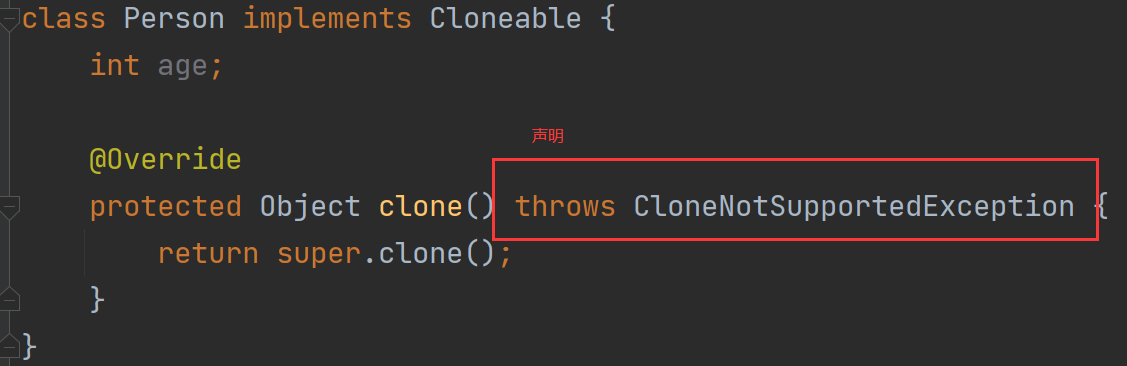 class Person implements Cloneable {
int age;
声明
@Override
protected Object clone() throws CloneNotSupportedException {
return super.clone();
}
}